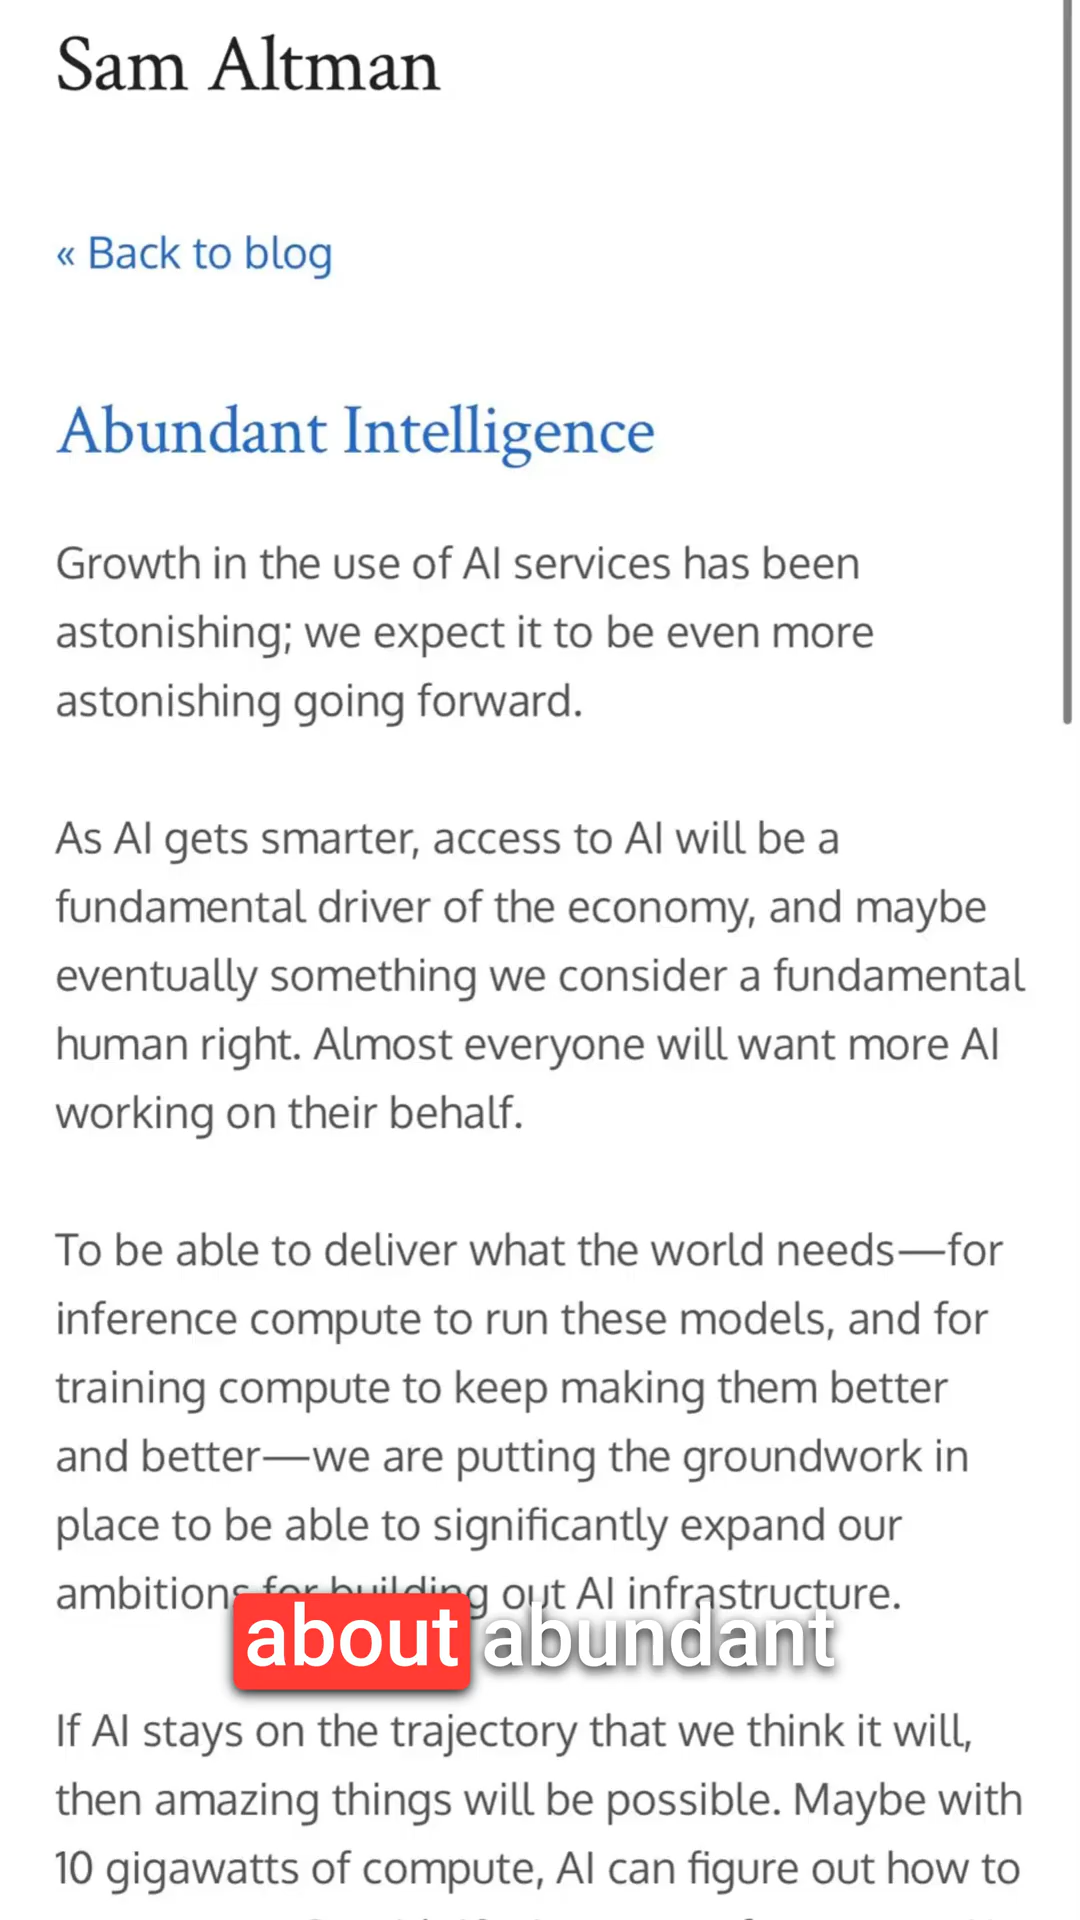 Sam Altman
« Back to blog
Abundant Intelligence
Growth in the use of AI services has been
astonishing; we expect it to be even more
astonishing going forward.
As AI gets smarter, access to AI will be a
fundamental driver of the economy, and maybe
eventually something we consider a fundamental
human right. Almost everyone will want more AI
working on their behalf.
To be able to deliver what the world needs—for
inference compute to run these models, and for
training compute to keep making them better
and better—we are putting the groundwork in
place to be able to significantly expand our
ambitions for building out AI infrastructure.
about abundant
If AI stays on the trajectory that we think it will,
then amazing things will be possible. Maybe with
10 gigawatts of compute, AI can figure out how to